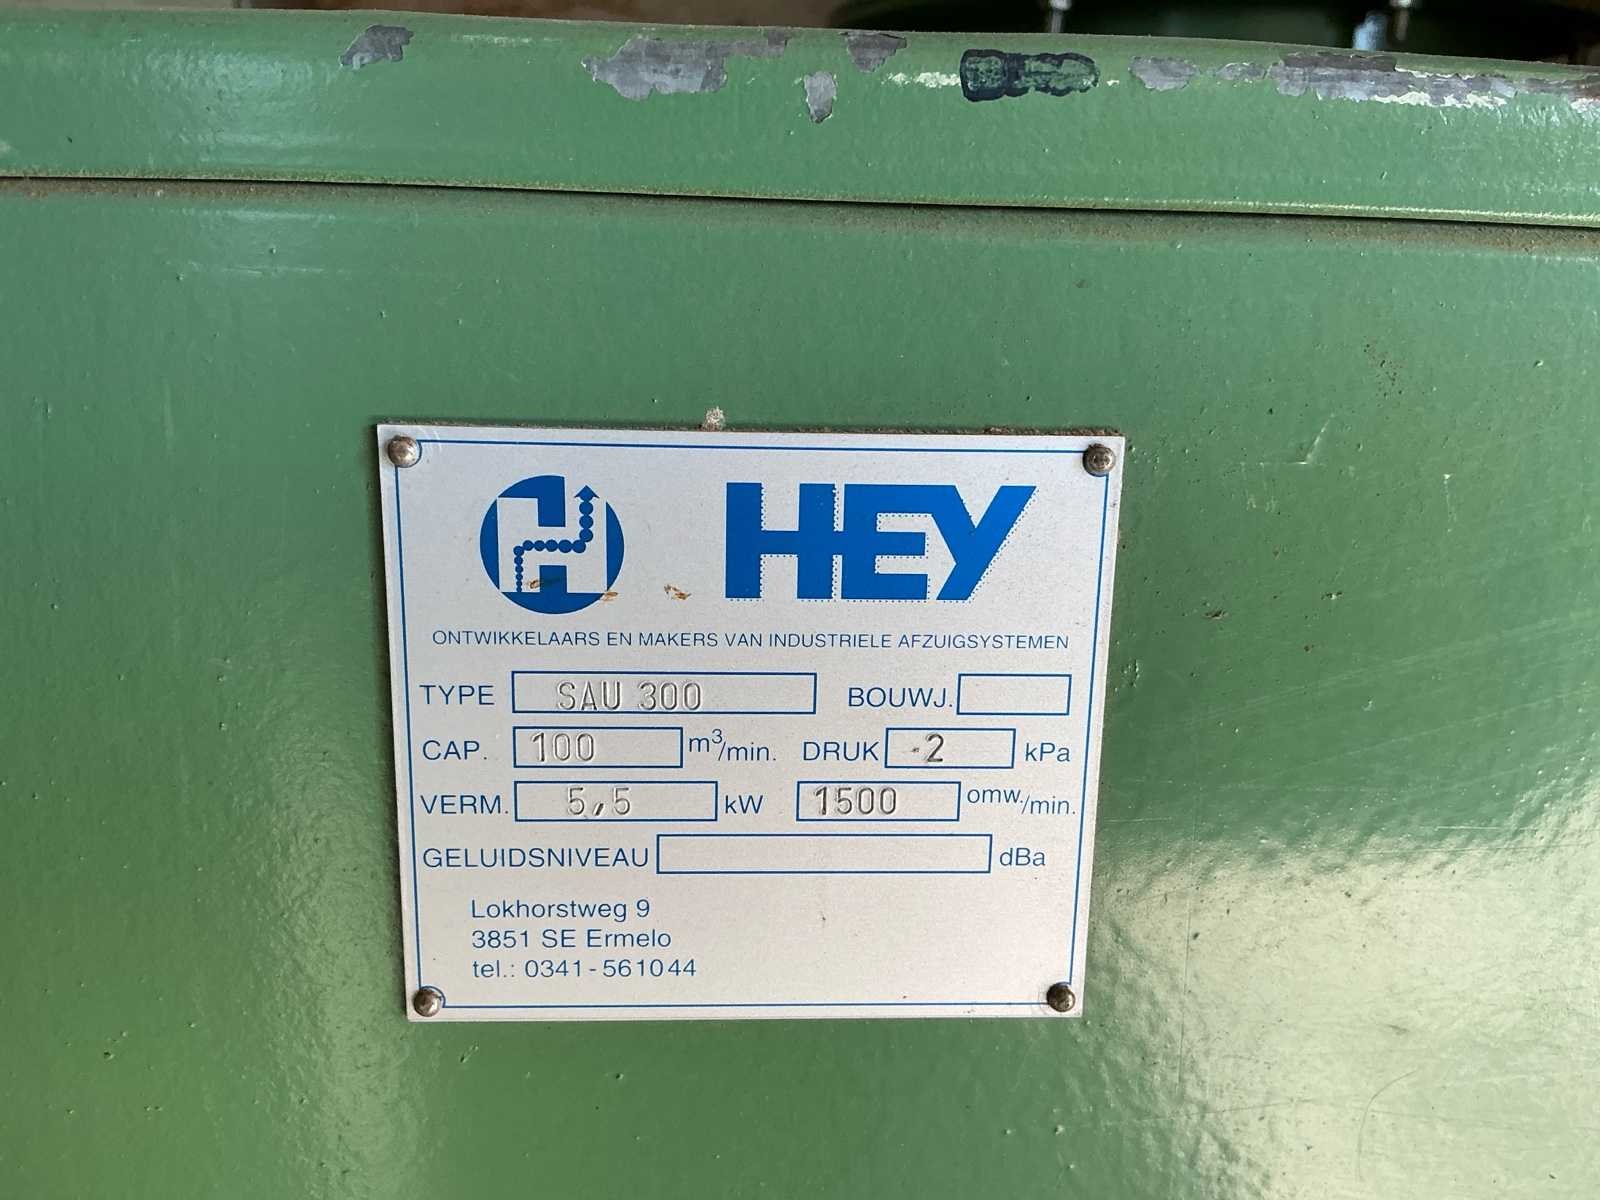 HEY
ONTWIKKELAARS EN MAKERS VAN INDUSTRIELE AFZUIGSYSTEMEN
TYPE SAU 300 BOUWJ.
CAP. 100 m³/min. DRUK -2 kPa
VERM. 5,5 kW 1500 omw./min.
GELUIDSNIVEAU dBa
Lokhorstweg 9
3851 SE Ermelo
tel.: 0341-561044